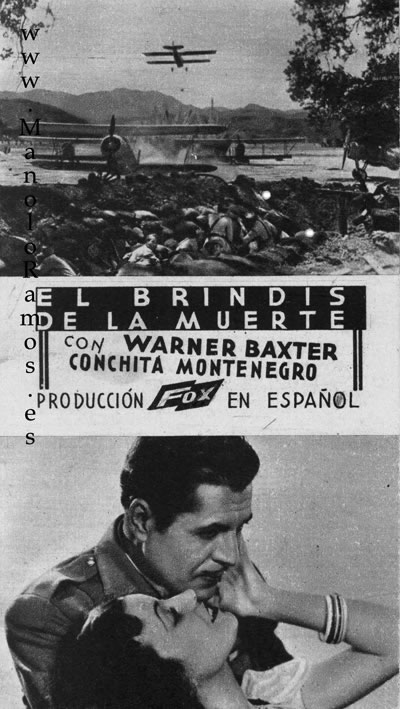 www.ManoloRamos.es
EL BRINDIS
DE LA MUERTE
CON WARNER BAXTER
CONCHITA MONTENEGRO
PRODUCCIÓN FOX EN ESPAÑOL